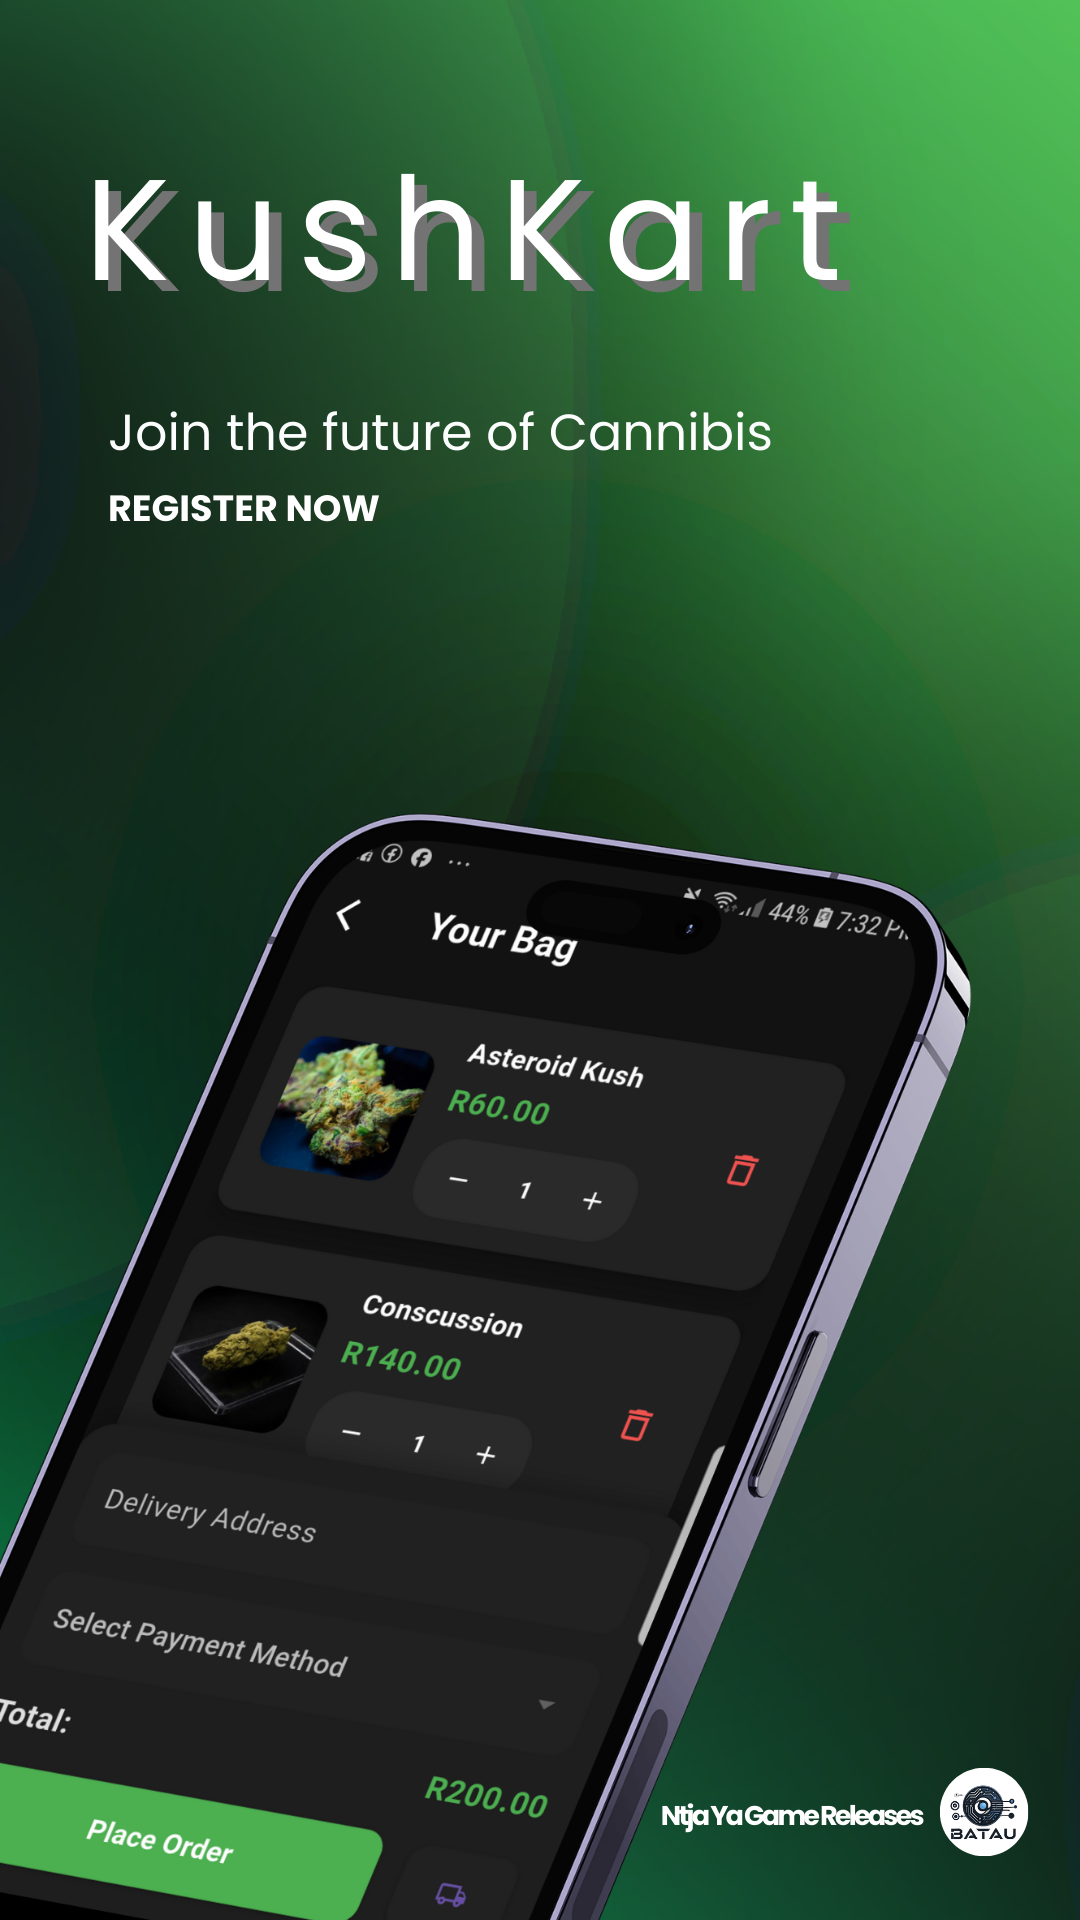 KushKart
Join the future of Cannibis
REGISTER NOW
44% 7:32
Your Bag
Asteroid Kush
R60.00
− 1 +
Conscussion
R140.00
− 1 +
Delivery Address
Select Payment Method
Total:
R200.00
Place Order
Ntja Ya Game Releases
BATAU